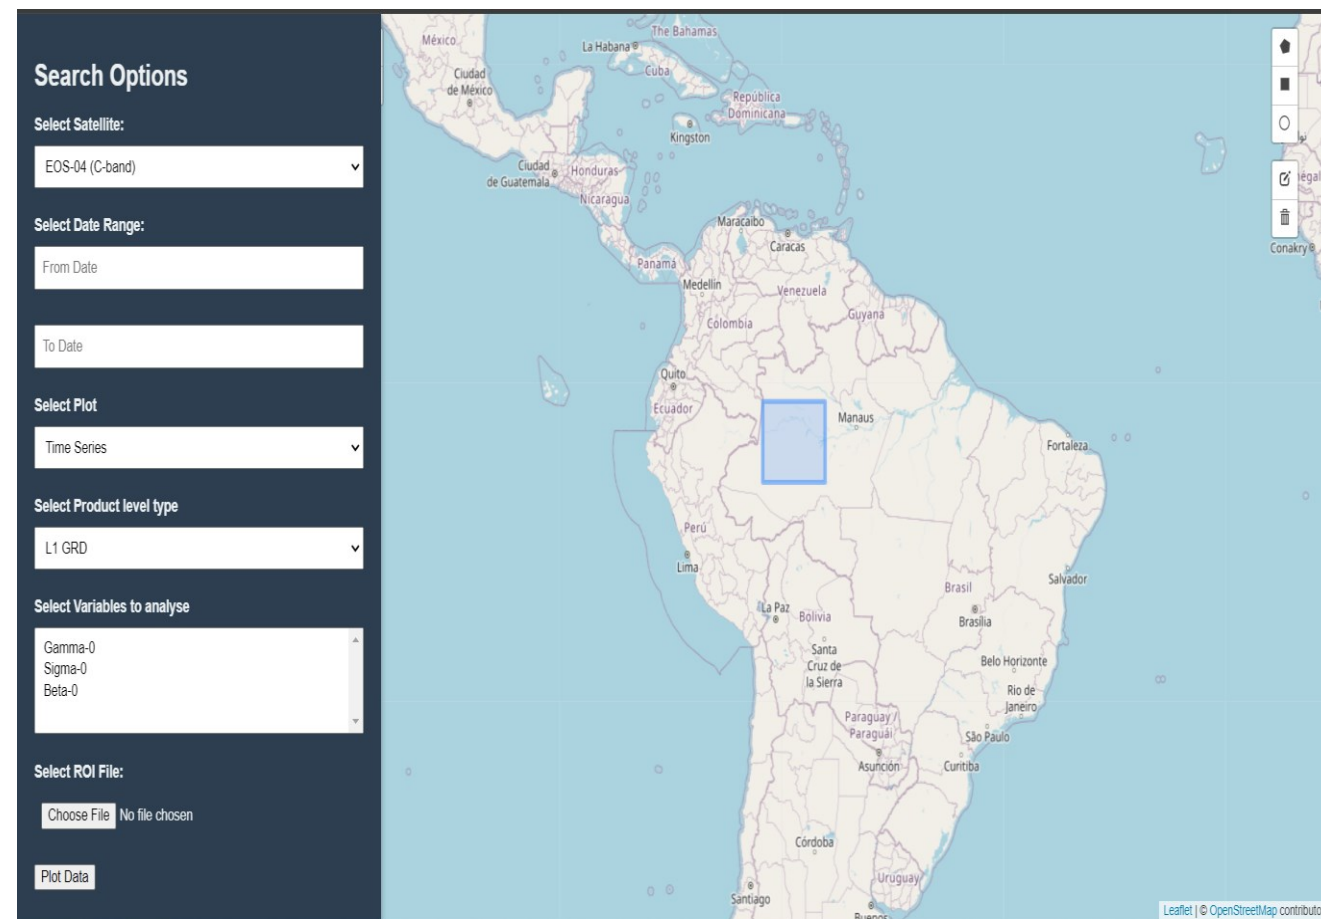 Search Options
Select Satellite:
EOS-04 (C-band)
Select Date Range:
From Date
To Date
Select Plot
Time Series
Select Product level type
L1 GRD
Select Variables to analyse
Gamma-0
Sigma-0
Beta-0
Select ROI File:
Choose File No file chosen
Plot Data
México
The Bahamas
La Habana
Ciudad
de México
Cuba
República
Dominicana
Kingston
Ciudad
de Guatemala
Honduras
Nicaragua
Maracaibo
Caracas
Panamá
Medellín
Venezuela
Guyana
Colombia
Quito
Ecuador
Manaus
Fortaleza
Conakry
Perú
Lima
Salvador
Brasil
Brasília
La Paz
Bolivia
Santa
Cruz de
la Sierra
Belo Horizonte
Rio de
Janeiro
Paraguay /
Paraguái
São Paulo
Asunción
Curitiba
Córdoba
Uruguay
Santiago
Buenos
Leaflet | © OpenStreetMap contributo